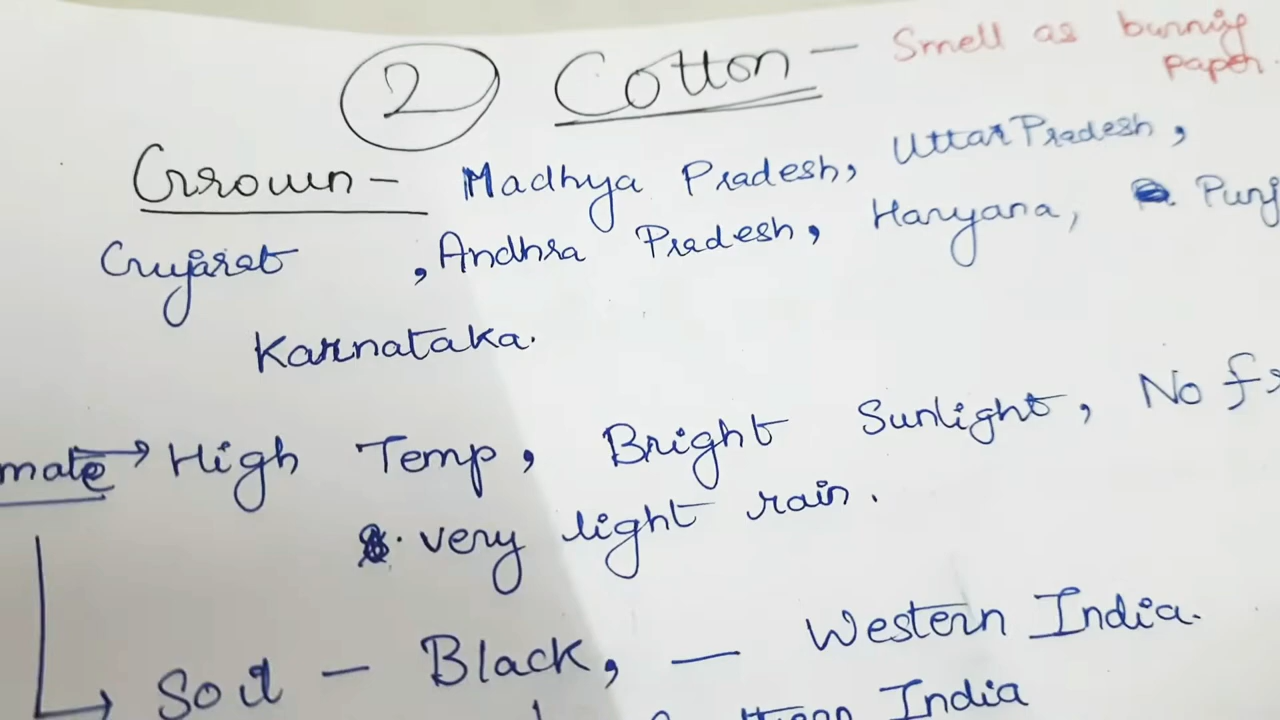 2 Cotton — Smell as burning
paper.
Grown - Madhya Pradesh, Uttar Pradesh,
Gujarat , Andhra Pradesh, Haryana, Punj
Karnataka.
mate → High Temp, Bright Sunlight, No
very light rain.
Soil — Black, — Western India.
India